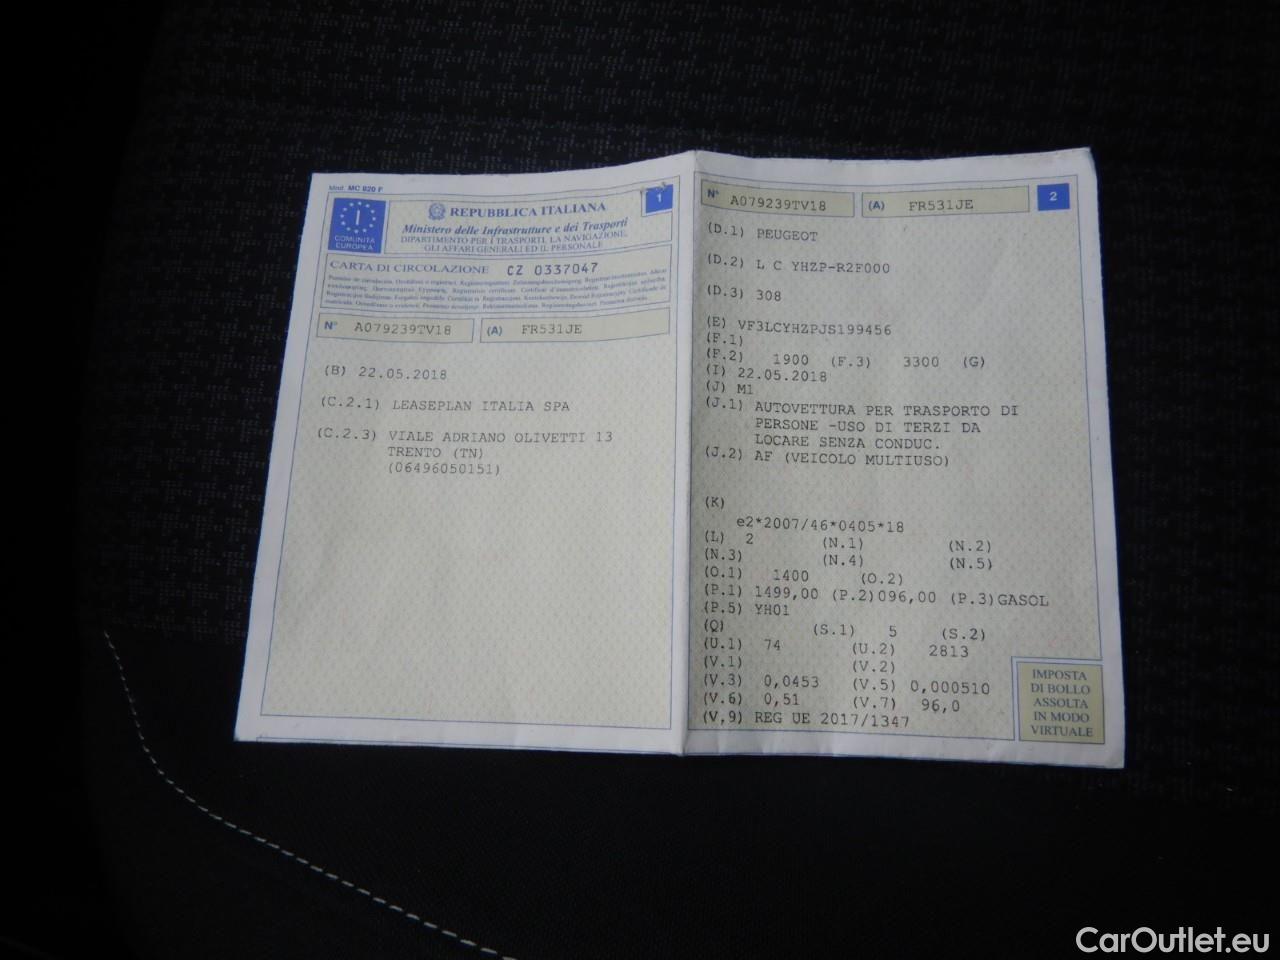 Mod. MC 820 F
1
REPUBBLICA ITALIANA
Ministero delle Infrastrutture e dei Trasporti
DIPARTIMENTO PER I TRASPORTI, LA NAVIGAZIONE,
GLI AFFARI GENERALI ED IL PERSONALE
I
COMUNITÀ
EUROPEA
CARTA DI CIRCOLAZIONE CZ 0337047
N° A079239TV18 (A) FR531JE
(B) 22.05.2018
(C.2.1) LEASEPLAN ITALIA SPA
(C.2.3) VIALE ADRIANO OLIVETTI 13
TRENTO (TN)
(06496050151)
N° A079239TV18 (A) FR531JE 2
(D.1) PEUGEOT
(D.2) L C YHZP-R2F000
(D.3) 308
(E) VF3LCYHZPJS199456
(F.1)
(F.2) 1900 (F.3) 3300 (G)
(I) 22.05.2018
(J) M1
(J.1) AUTOVETTURA PER TRASPORTO DI
PERSONE -USO DI TERZI DA
LOCARE SENZA CONDUC.
(J.2) AF (VEICOLO MULTIUSO)
(K)
e2*2007/46*0405*18
(L) 2 (N.1) (N.2)
(N.3) (N.4) (N.5)
(O.1) 1400 (O.2)
(P.1) 1499,00 (P.2)096,00 (P.3)GASOL
(P.5) YH01
(Q) (S.1) 5 (S.2)
(U.1) 74 (U.2) 2813
(V.1) (V.2)
(V.3) 0,0453 (V.5) 0,000510
(V.6) 0,51 (V.7) 96,0
(V.9) REG UE 2017/1347
IMPOSTA
DI BOLLO
ASSOLTA
IN MODO
VIRTUALE
CarOutlet.eu